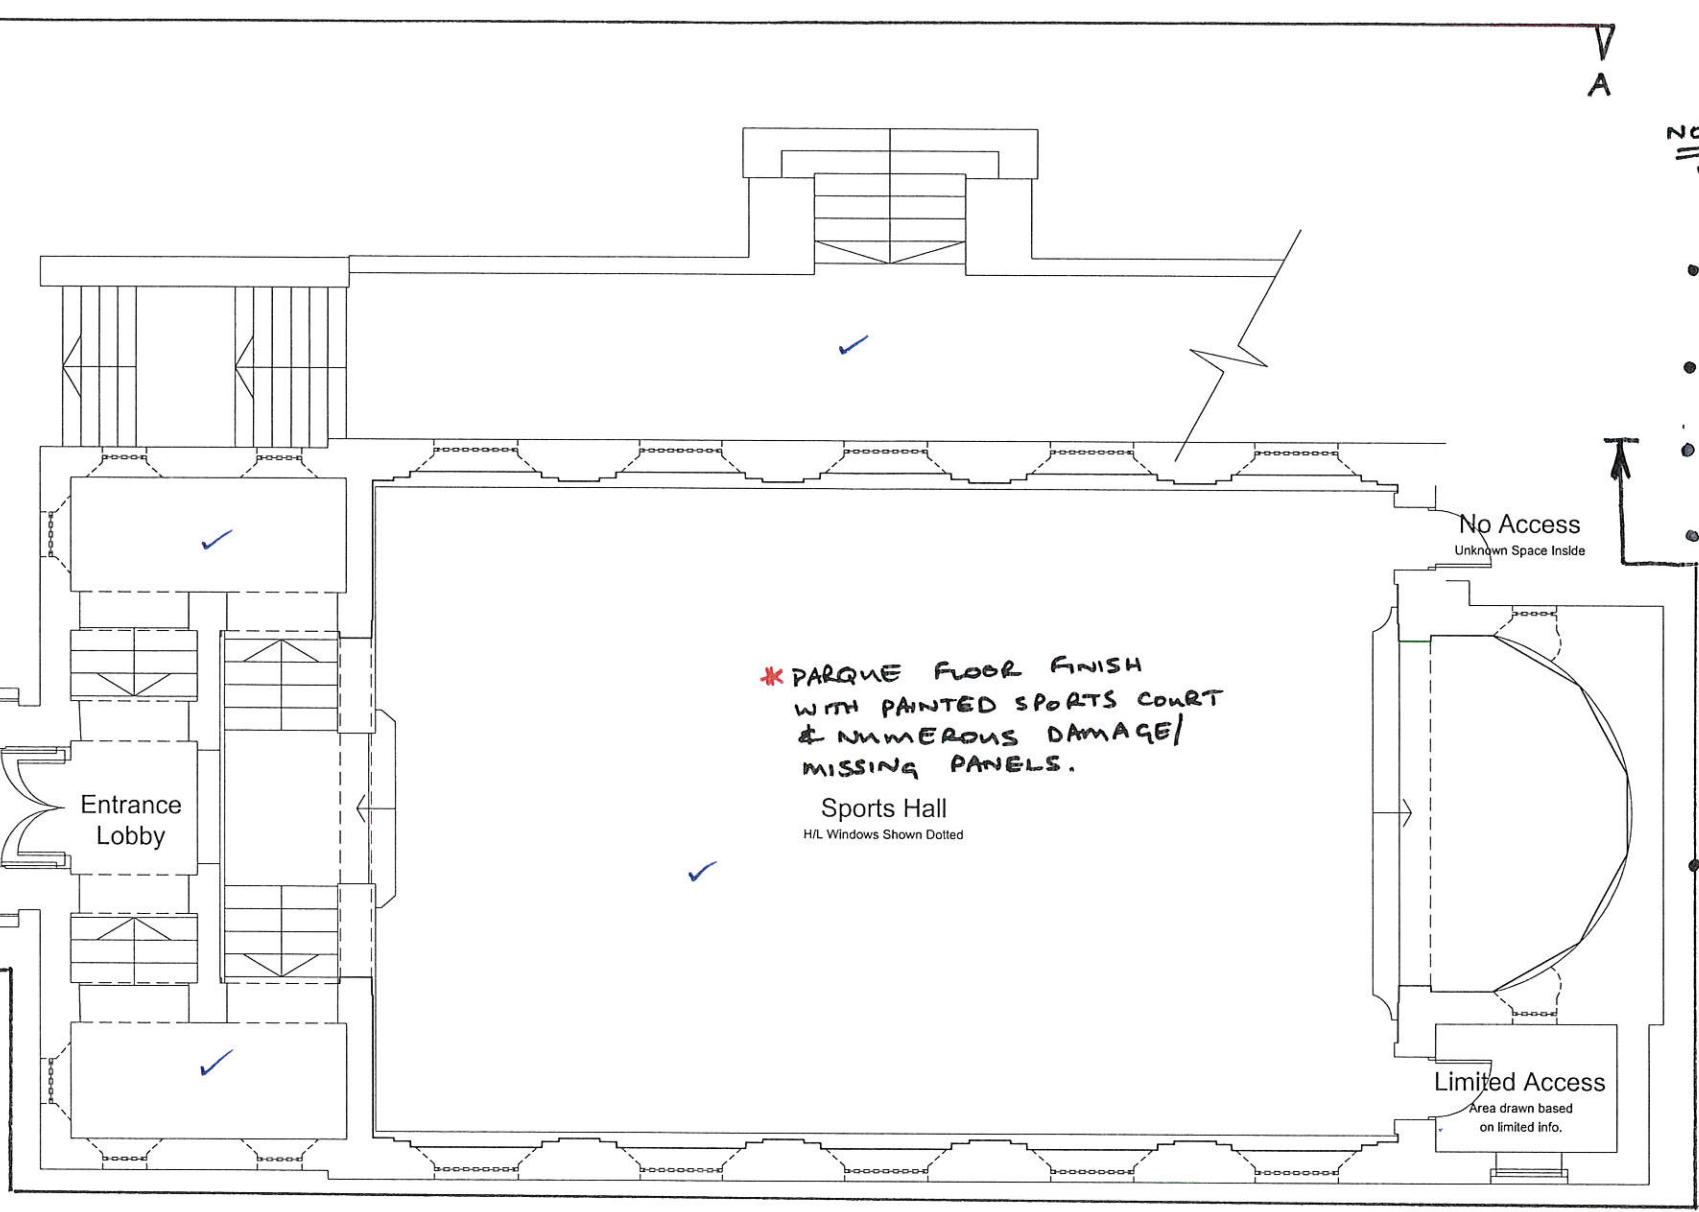 A
NO
No Access
Unknown Space Inside
* PARQUE FLOOR FINISH
WITH PAINTED SPORTS COURT
& NUMEROUS DAMAGE/
MISSING PANELS.
Sports Hall
H/L Windows Shown Dotted
Entrance
Lobby
Limited Access
Area drawn based
on limited info.